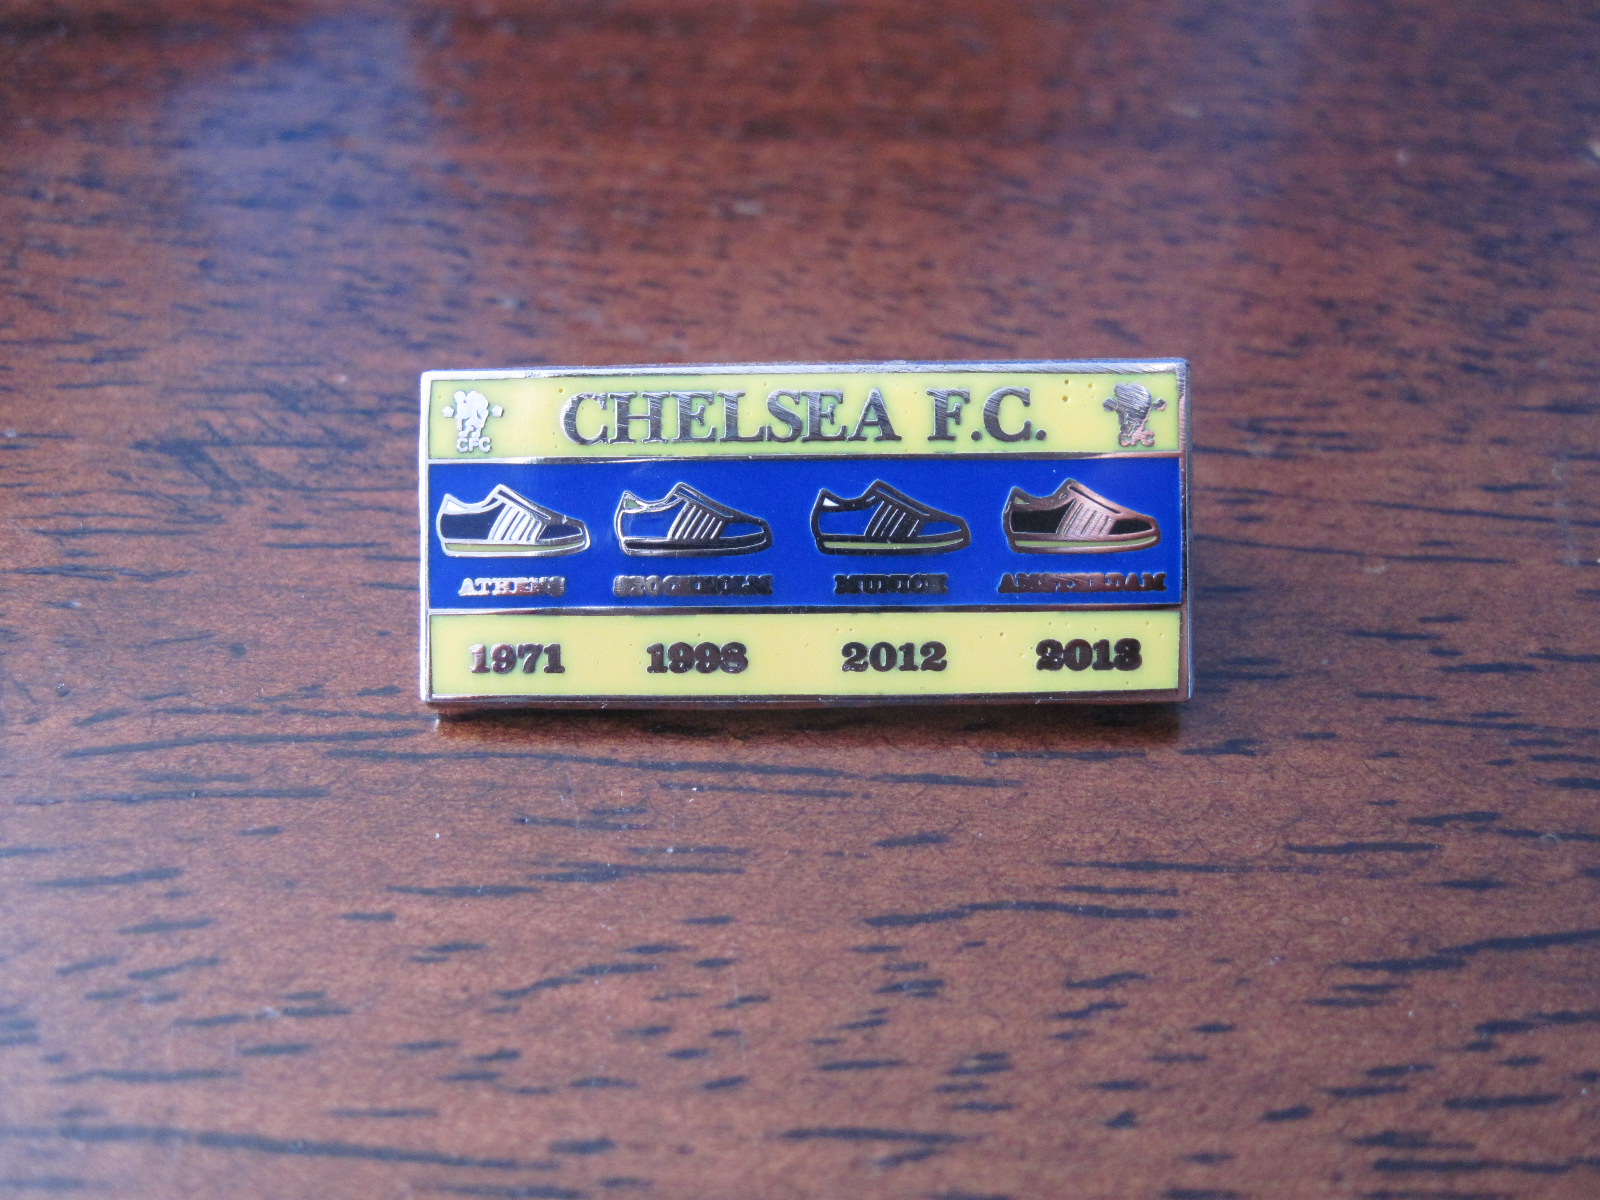 CHELSEA F.C.
CFC CFC
ATHENS STOCKHOLM MUNICH AMSTERDAM
1971 1998 2012 2013